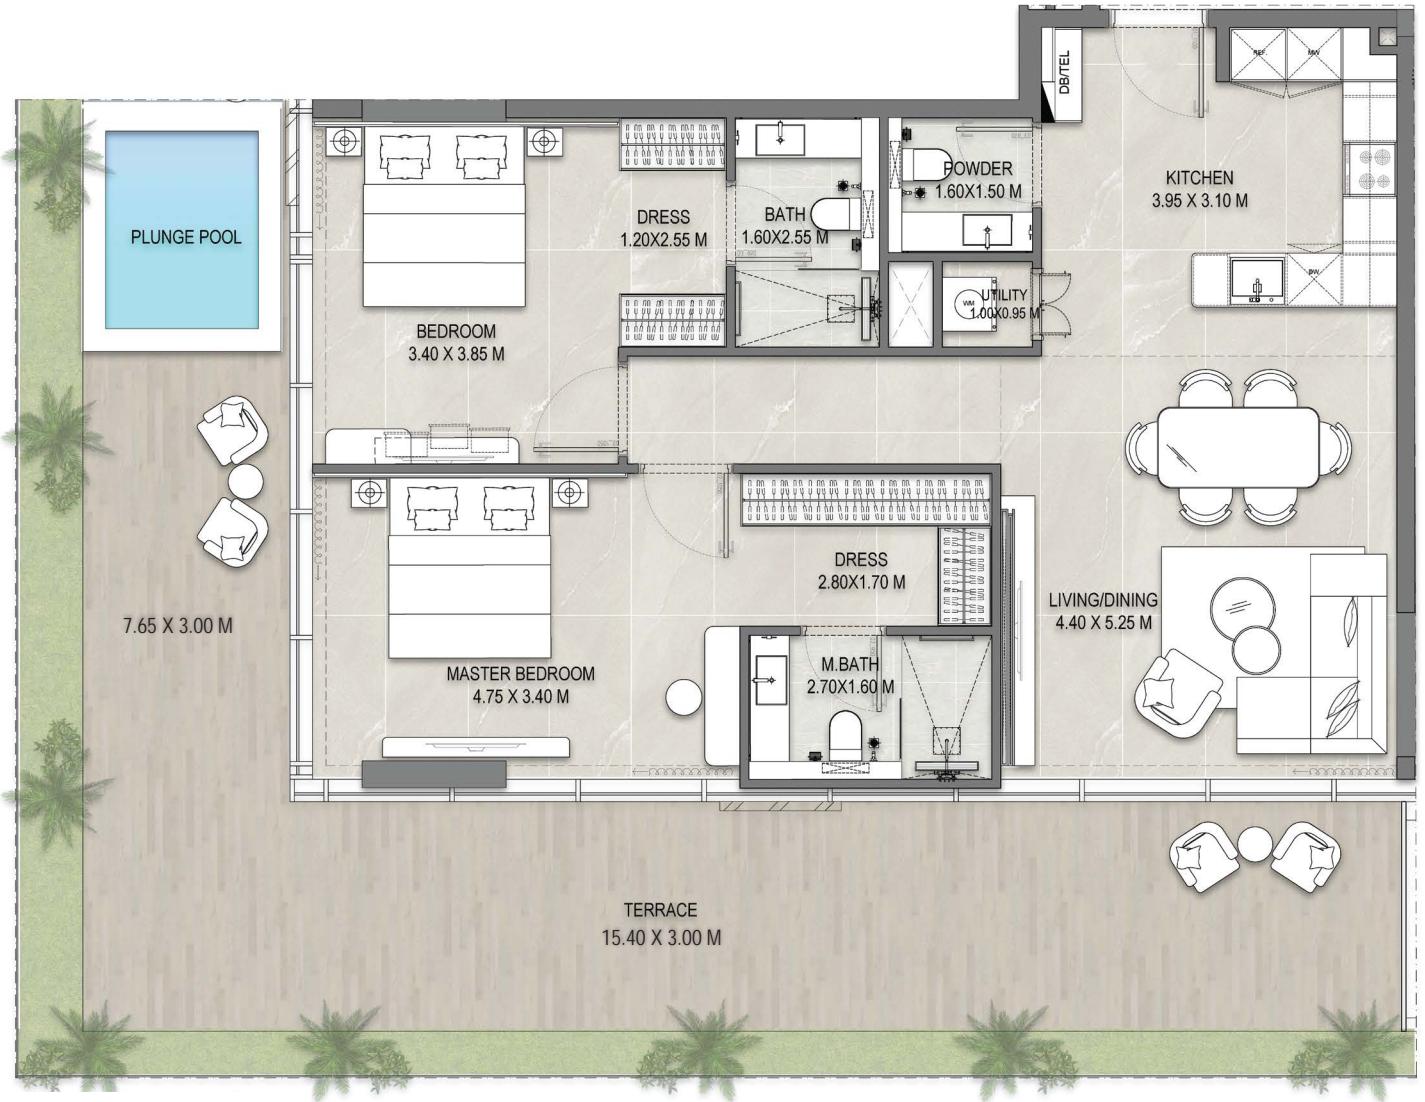 DB/TEL
REF.
MW
KITCHEN
3.95 X 3.10 M
POWDER
1.60X1.50 M
DRESS
1.20X2.55 M
BATH
1.60X2.55 M
PLUNGE POOL
DW
WM
UTILITY
1.00X0.95 M
BEDROOM
3.40 X 3.85 M
DRESS
2.80X1.70 M
LIVING/DINING
4.40 X 5.25 M
7.65 X 3.00 M
M.BATH
2.70X1.60 M
MASTER BEDROOM
4.75 X 3.40 M
TERRACE
15.40 X 3.00 M